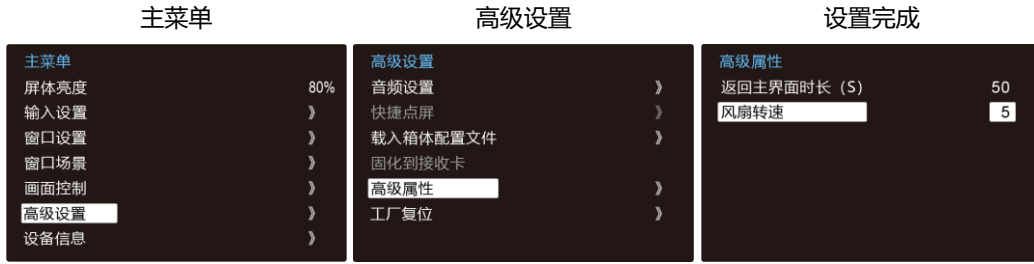 主菜单
主菜单
屏体亮度 80%
输入设置 》
窗口设置 》
窗口场景 》
画面控制 》
高级设置 》
设备信息 》
高级设置
高级设置
音频设置 》
快捷点屏 》
载入箱体配置文件 》
固化到接收卡
高级属性 》
工厂复位 》
设置完成
高级属性
返回主界面时长（S） 50
风扇转速 5